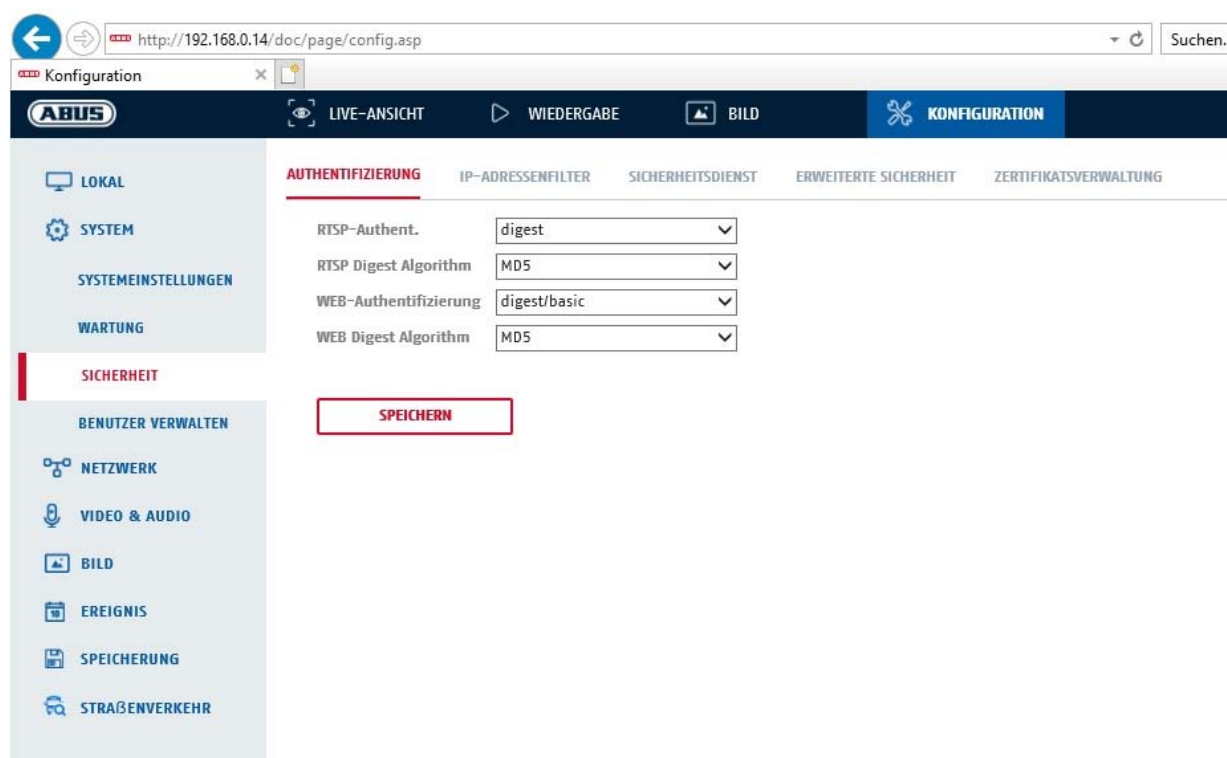 http://192.168.0.14/doc/page/config.asp
Suchen.
ABUS Konfiguration
ABUS
LIVE-ANSICHT WIEDERGABE BILD KONFIGURATION
LOKAL
SYSTEM
SYSTEMEINSTELLUNGEN
WARTUNG
SICHERHEIT
BENUTZER VERWALTEN
NETZWERK
VIDEO & AUDIO
BILD
EREIGNIS
SPEICHERUNG
STRAßENVERKEHR
AUTHENTIFIZIERUNG IP-ADRESSENFILTER SICHERHEITSDIENST ERWEITERTE SICHERHEIT ZERTIFIKATSVERWALTUNG
RTSP-Authent. digest
RTSP Digest Algorithm MD5
WEB-Authentifizierung digest/basic
WEB Digest Algorithm MD5
SPEICHERN